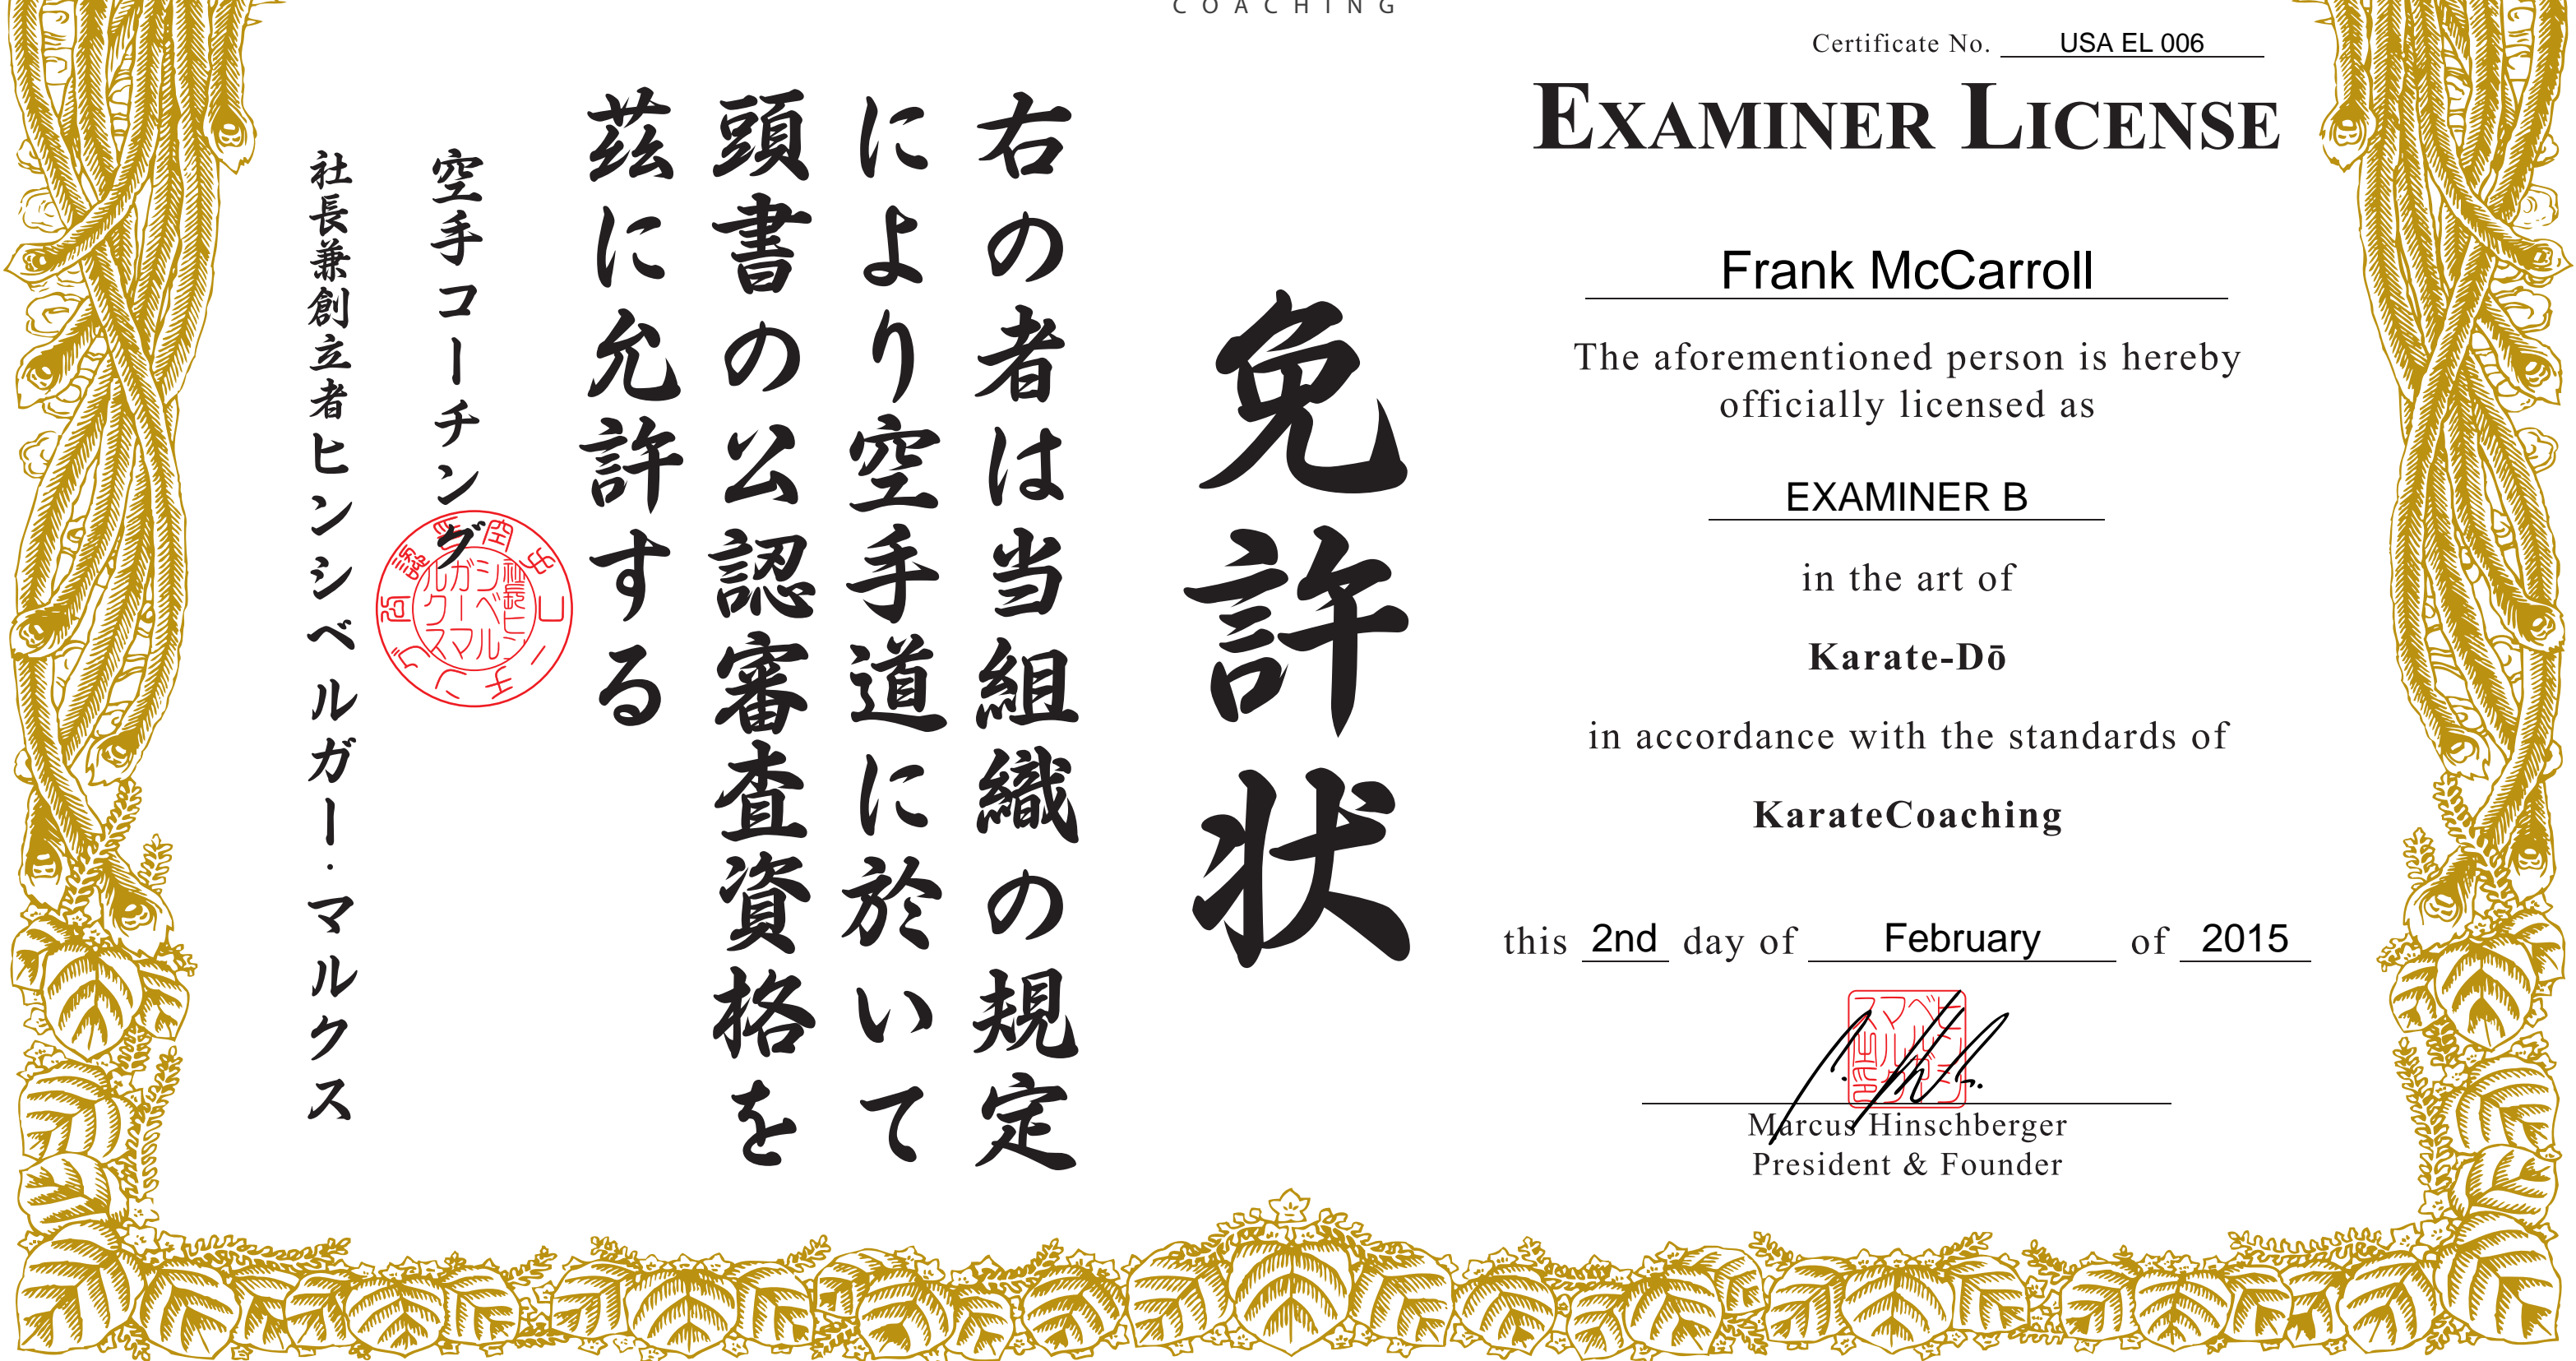 COACHING
Certificate No. USA EL 006
EXAMINER LICENSE
Frank McCarroll
The aforementioned person is hereby
officially licensed as
EXAMINER B
in the art of
Karate-Dō
in accordance with the standards of
KarateCoaching
this 2nd day of February of 2015
Marcus Hinschberger
President & Founder
免許状
右の者は当組織の規定
により空手道に於いて
頭書の公認審査資格を
茲に允許する
空手コーチング
社長兼創立者ヒンシベルガー・マルクス